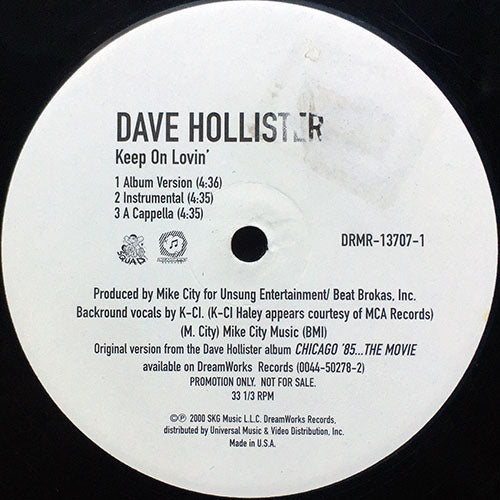 DAVE HOLLISTER
Keep On Lovin'
1 Album Version (4:36)
2 Instrumental (4:35)
3 A Cappella (4:35)
SQUAD
DRMR-13707-1
Produced by Mike City for Unsung Entertainment/ Beat Brokas, Inc.
Backround vocals by K-CI. (K-CI Haley appears courtesy of MCA Records)
(M. City) Mike City Music (BMI)
Original version from the Dave Hollister album CHICAGO '85...THE MOVIE
available on DreamWorks Records (0044-50278-2)
PROMOTION ONLY. NOT FOR SALE.
33 1/3 RPM
©℗ 2000 SKG Music L.L.C. DreamWorks Records,
distributed by Universal Music & Video Distribution, Inc.
Made in U.S.A.